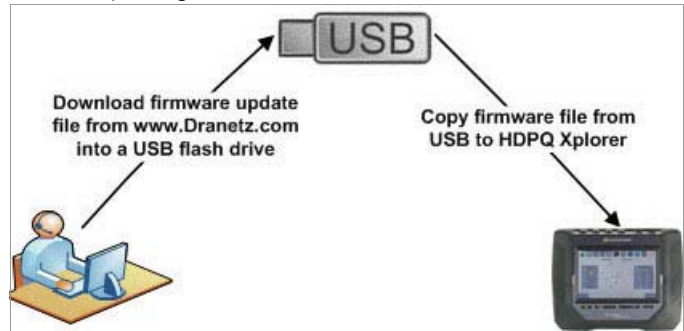 USB
Download firmware update
file from www.Dranetz.com
into a USB flash drive
Copy firmware file from
USB to HDPQ Xplorer